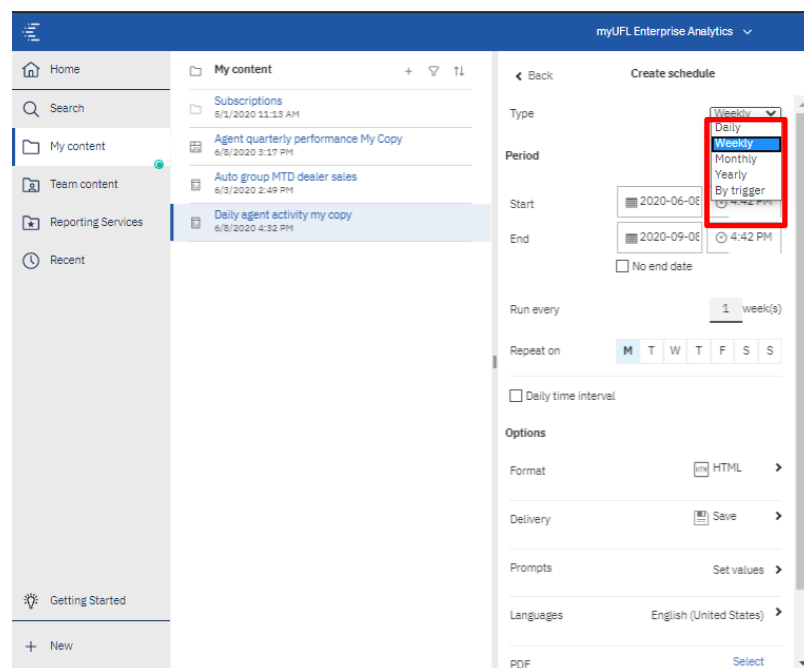 myUFL Enterprise Analytics
Home
Search
My content
Team content
Reporting Services
Recent
Getting Started
New
My content
Subscriptions
5/1/2020 11:13 AM
Agent quarterly performance My Copy
6/8/2020 3:17 PM
Auto group MTD dealer sales
6/3/2020 2:49 PM
Daily agent activity my copy
6/8/2020 4:32 PM
Back
Create schedule
Type
Weekly
Daily
Weekly
Monthly
Yearly
By trigger
Period
Start
2020-06-08
4:42 PM
End
2020-09-08
4:42 PM
No end date
Run every
1 week(s)
Repeat on
M T W T F S S
Daily time interval
Options
Format
HTML
Delivery
Save
Prompts
Set values
Languages
English (United States)
PDF
Select